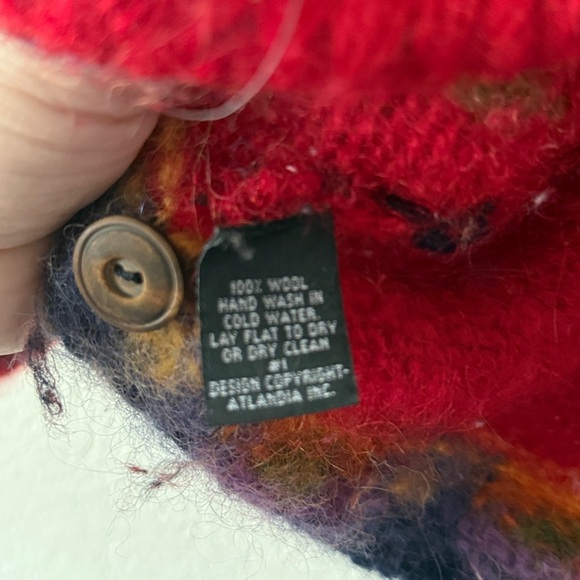 100% WOOL
HAND WASH IN
COLD WATER.
LAY FLAT TO DRY
OR DRY CLEAN
#1
DESIGN COPYRIGHT-
ATLANDIA INC.